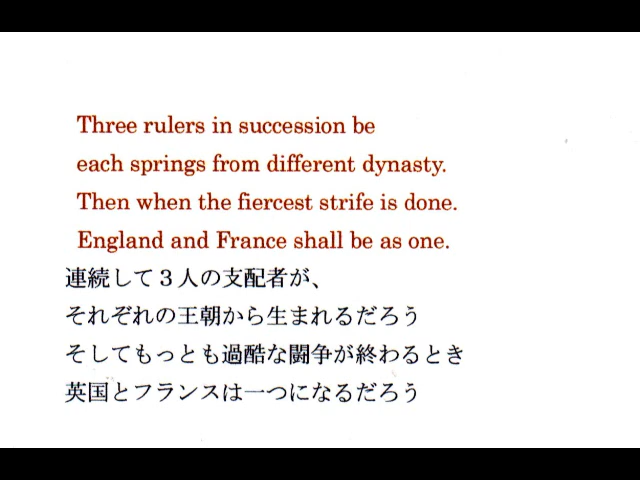 Three rulers in succession be
each springs from different dynasty.
Then when the fiercest strife is done.
England and France shall be as one.
連続して３人の支配者が、
それぞれの王朝から生まれるだろう
そしてもっとも過酷な闘争が終わるとき
英国とフランスは一つになるだろう